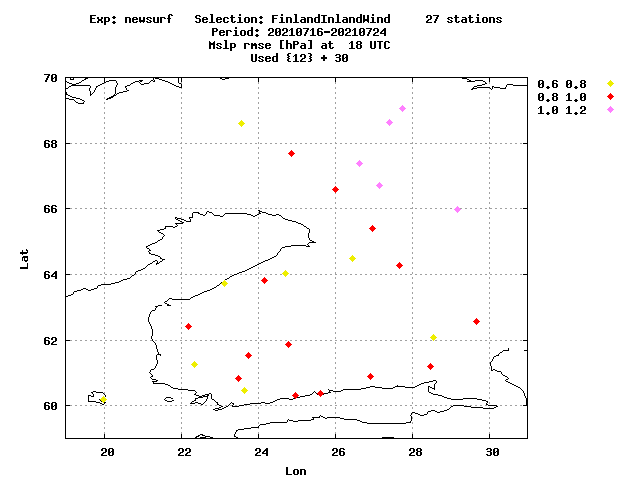 Exp: newsurf   Selection: FinlandInlandWind     27 stations
Period: 20210716-20210724
Mslp rmse [hPa] at  18 UTC
Used {12} + 30
0.6 0.8
0.8 1.0
1.0 1.2
70
68
66
64
62
60
Lat
20 22 24 26 28 30
Lon